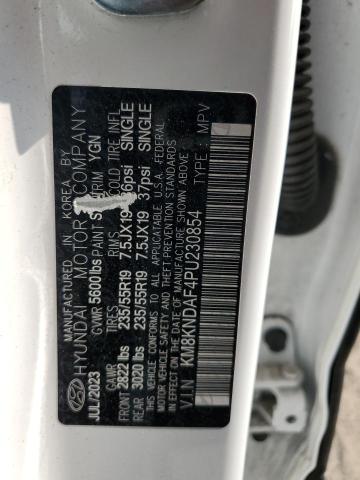 MANUFACTURED IN KOREA BY
HYUNDAI MOTOR COMPANY
JUL/2023 GVWR 5600 lbs PAINT TRIM YGN
GAWR TIRES RIM COLD TIRE INFL
FRONT 2822 lbs 235/55R19 7.5JX19 SINGLE
REAR 3020 lbs 235/55R19 7.5JX19 37psi SINGLE
THIS VEHICLE CONFORMS TO ALL APPLICABLE U.S.A. FEDERAL
MOTOR VEHICLE SAFETY AND THEFT PREVENTION STANDARDS
IN EFFECT ON THE DATE OF MANUFACTURE SHOWN ABOVE.
V.I.N : KM8KNDAF4PU230854 TYPE : MPV